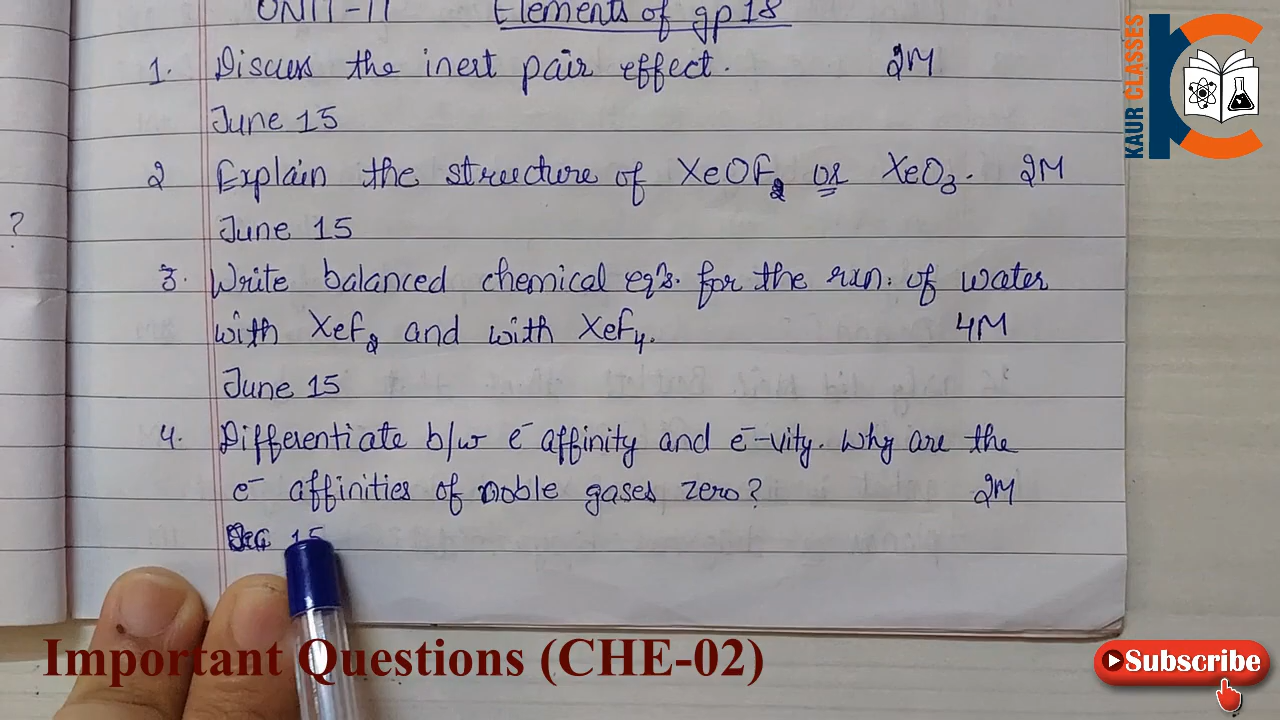 UNIT-11 Elements of gp 18
1. Discuss the inert pair effect. 2M
June 15
2 Explain the structure of XeOF2 or XeO3. 2M
June 15
3. Write balanced chemical eqs. for the rxn. of water
with XeF2 and with XeF4. 4M
June 15
4. Differentiate b/w e- affinity and e-vity. Why are the
e- affinities of noble gases zero? 2M
15
?
KAUR CLASSES
Important Questions (CHE-02)
Subscribe